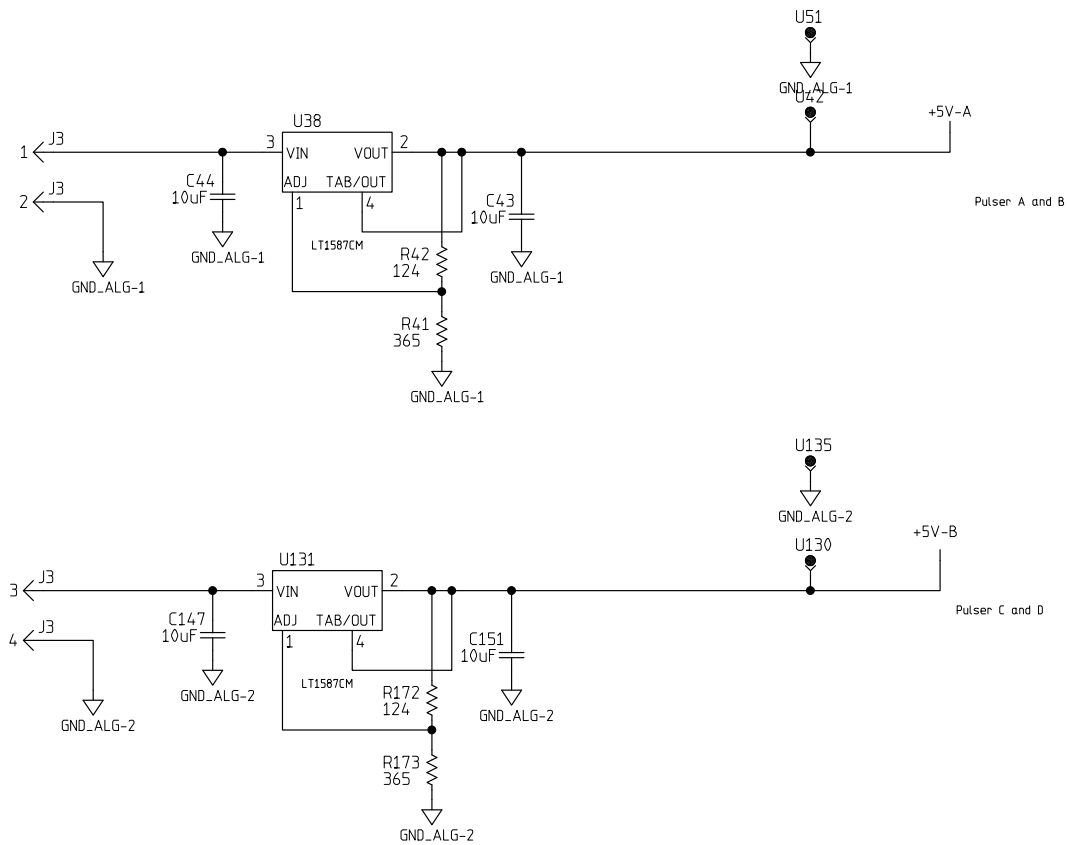 U51
GND_ALG-1
U42
+5V-A
U38
1 J3
3 VIN VOUT 2
ADJ TAB/OUT
C44
10uF
2 J3
1 4
C43
10uF
Pulser A and B
LT1587CM
GND_ALG-1
R42
124
GND_ALG-1
GND_ALG-1
R41
365
GND_ALG-1
U135
GND_ALG-2
+5V-B
U130
U131
3 J3
3 VIN VOUT 2
ADJ TAB/OUT
Pulser C and D
C147
10uF
4 J3
1 4
C151
10uF
LT1587CM
GND_ALG-2
R172
124
GND_ALG-2
GND_ALG-2
R173
365
GND_ALG-2